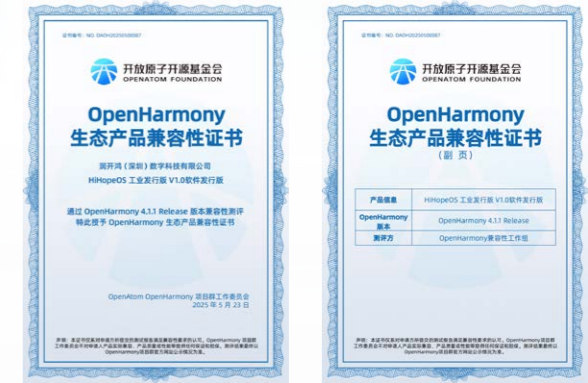 开放原子开源基金会
OPENATOM FOUNDATION
OpenHarmony
生态产品兼容性证书
润开鸿（深圳）数字科技有限公司
HiHopeOS 工业发行版 V1.0软件发行版
通过 OpenHarmony 4.1.1 Release 版本兼容性测评
特此授予 OpenHarmony 生态产品兼容性证书
OpenAtom OpenHarmony 项目群工作委员会
2025 年 5 月 23 日
开放原子开源基金会
OPENATOM FOUNDATION
OpenHarmony
生态产品兼容性证书
（副 页）
产品信息 HiHopeOS 工业发行版 V1.0软件发行版
OpenHarmony
版本 OpenHarmony 4.1.1 Release
测评方 OpenHarmony兼容性工作组